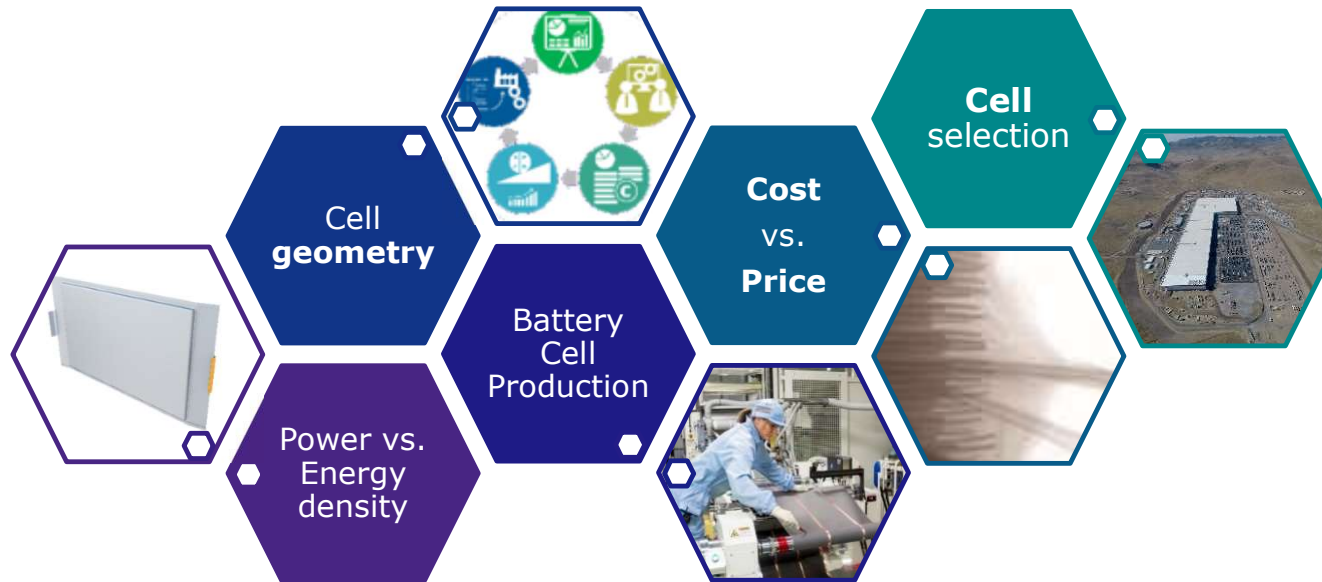 Cell
geometry
Power vs.
Energy
density
Battery
Cell
Production
Cost
vs.
Price
Cell
selection